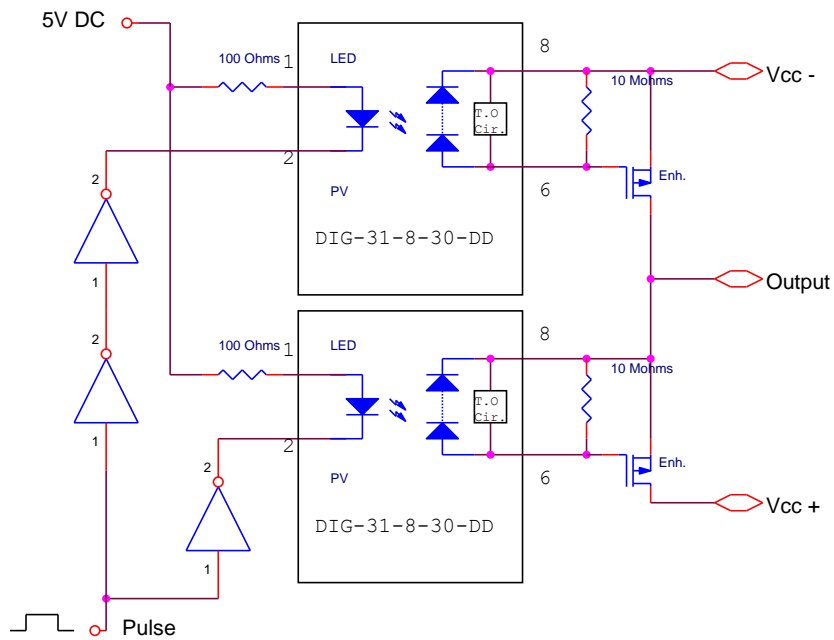 5V DC
100 Ohms
1
LED
8
10 Mohms
Vcc -
T.O
Cir.
2
PV
6
Enh.
DIG-31-8-30-DD
2
1
Output
2
1
100 Ohms
1
LED
8
10 Mohms
T.O
Cir.
2
PV
6
Enh.
DIG-31-8-30-DD
Vcc +
2
1
Pulse